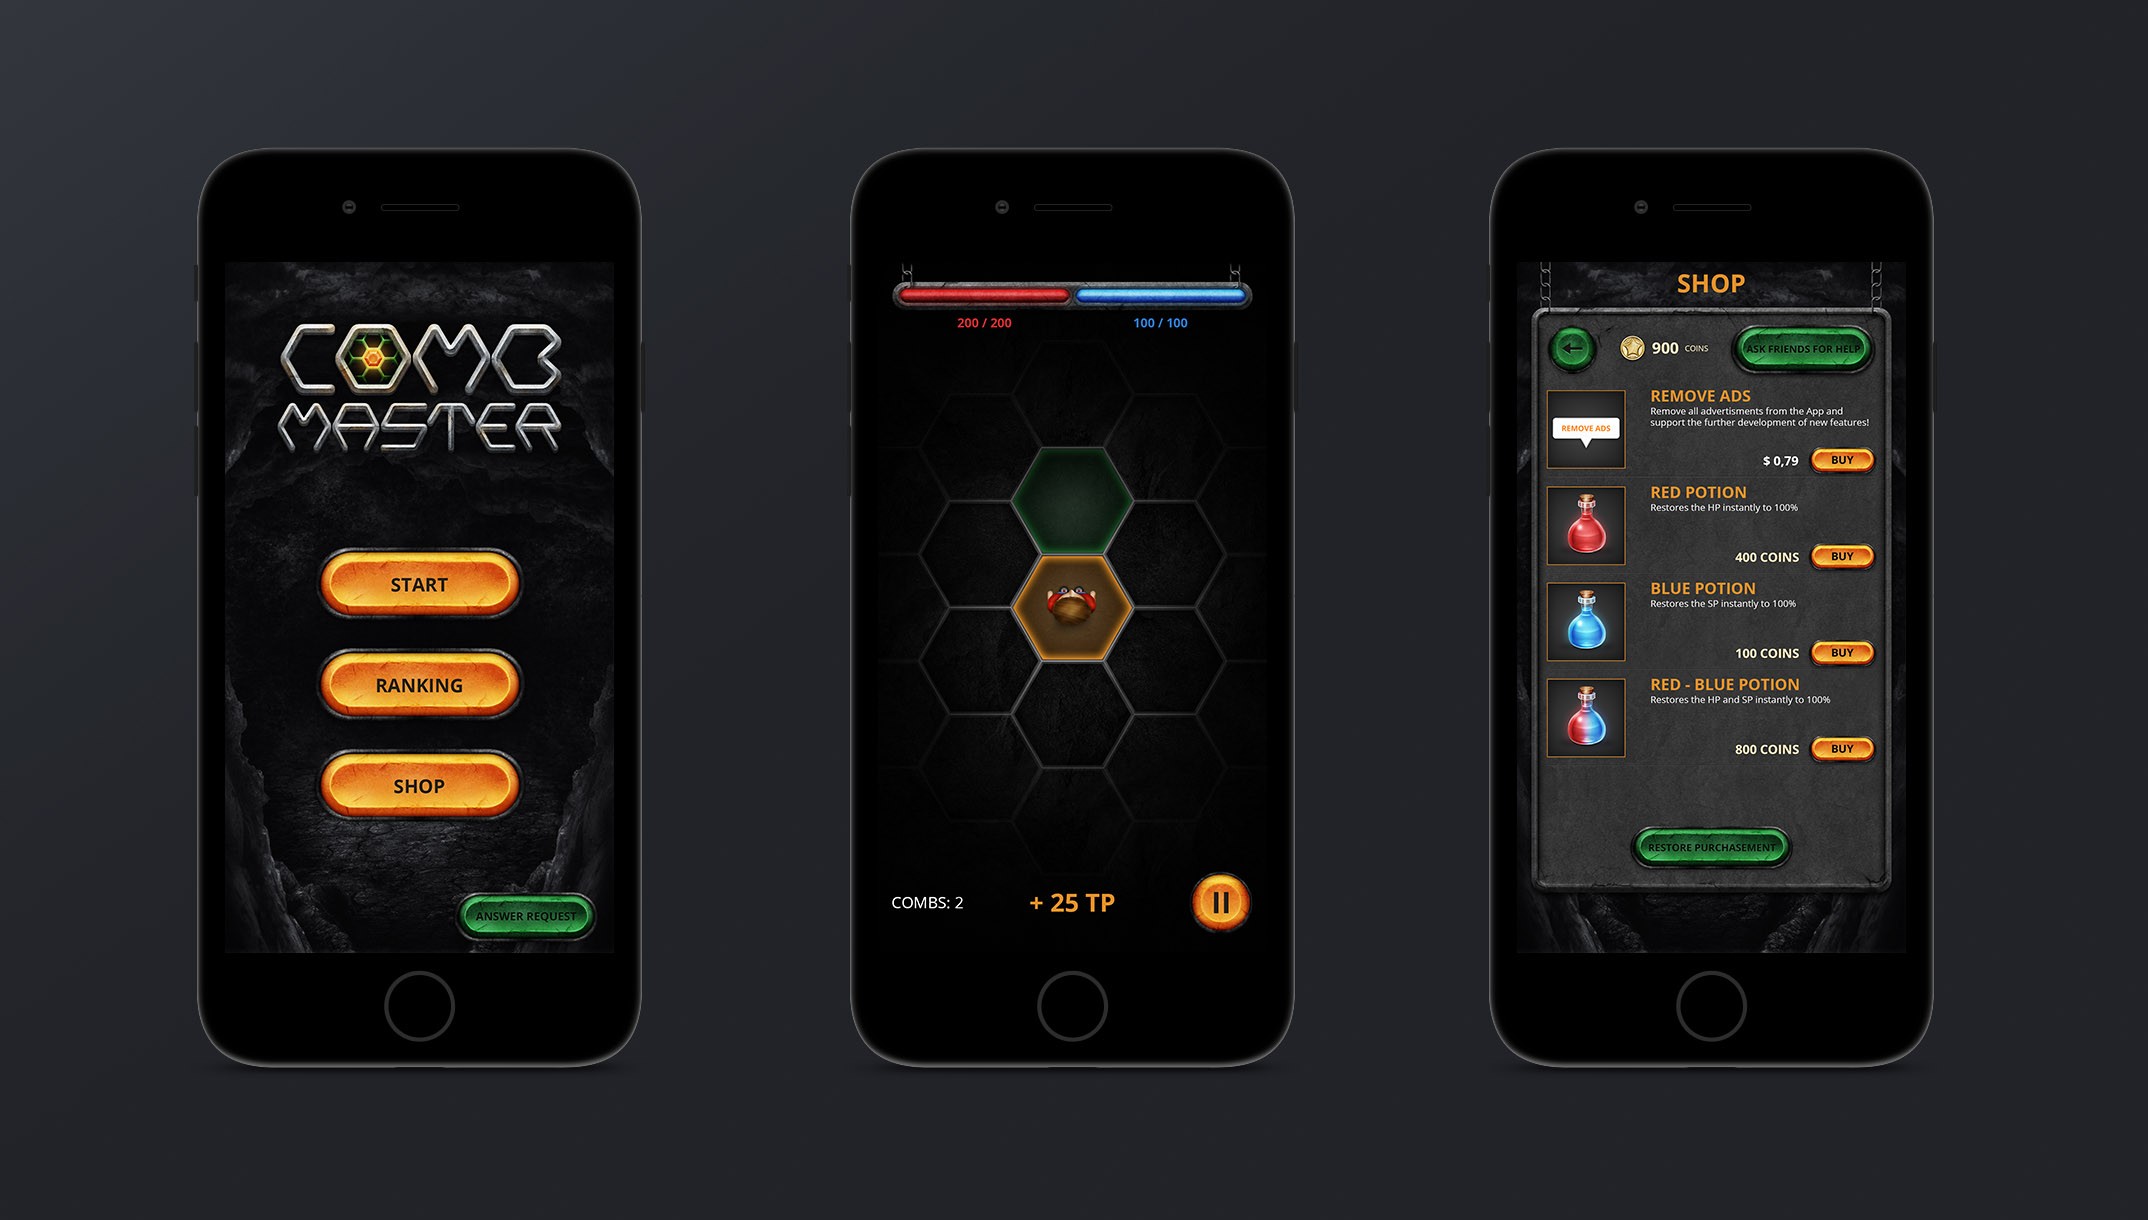 COMB
MASTER
START
RANKING
SHOP
ANSWER REQUEST
200 / 200
100 / 100
COMBS: 2
+ 25 TP
SHOP
900 COINS
ASK FRIENDS FOR HELP
REMOVE ADS
REMOVE ADS
Remove all advertisments from the App and
support the further development of new features!
$ 0,79
BUY
RED POTION
Restores the HP instantly to 100%
400 COINS
BUY
BLUE POTION
Restores the SP instantly to 100%
100 COINS
BUY
RED - BLUE POTION
Restores the HP and SP instantly to 100%
800 COINS
BUY
RESTORE PURCHASEMENT